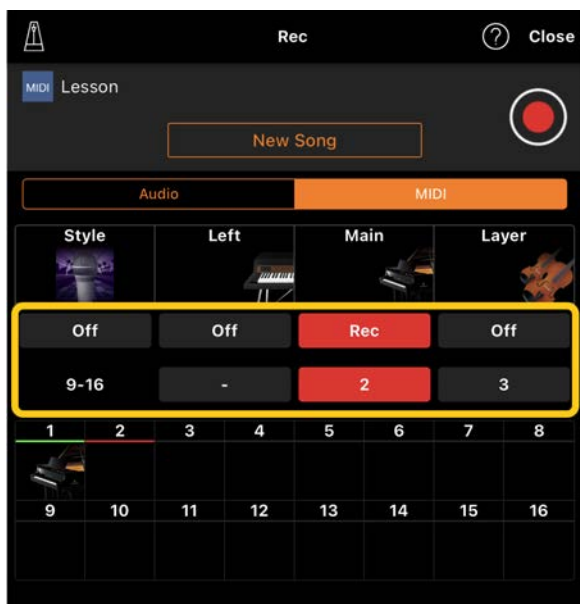 Rec
? Close
MIDI Lesson
New Song
Audio MIDI
Style Left Main Layer
Off Off Rec Off
9-16 - 2 3
1 2 3 4 5 6 7 8
9 10 11 12 13 14 15 16